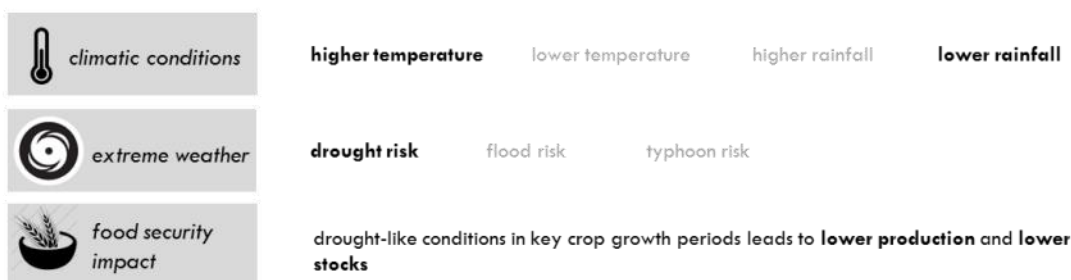 climatic conditions
higher temperature lower temperature higher rainfall lower rainfall
extreme weather
drought risk flood risk typhoon risk
food security
impact
drought-like conditions in key crop growth periods leads to lower production and lower
stocks